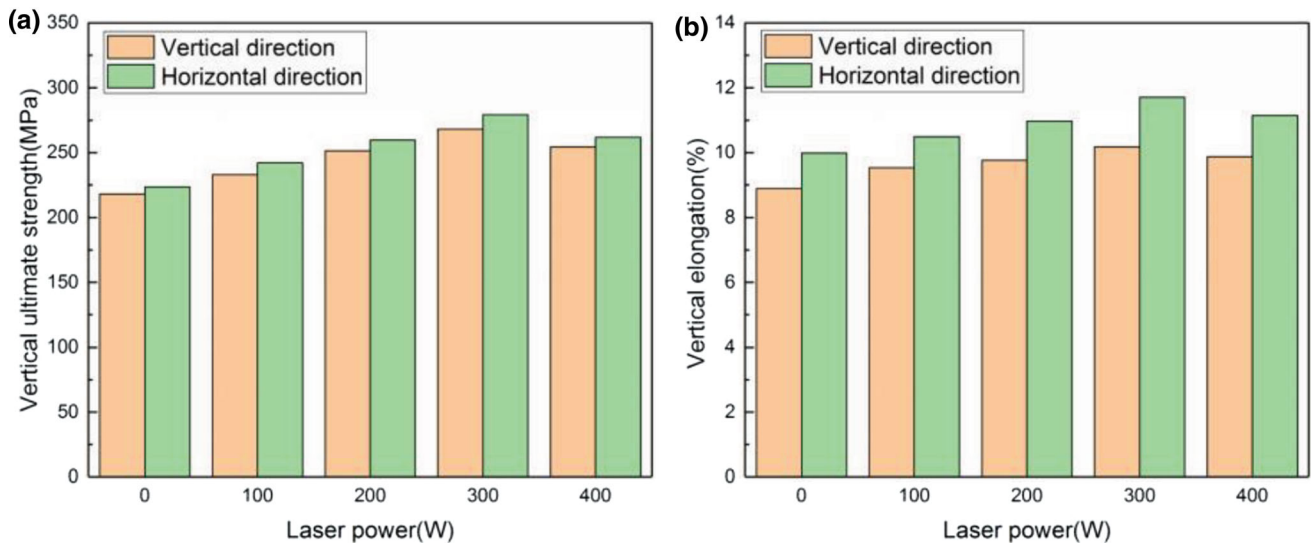 (a)
350
300
250
200
150
100
50
0
Vertical ultimate strength(MPa)
Vertical direction
Horizontal direction
0 100 200 300 400
Laser power(W)
(b)
14
12
10
8
6
4
2
0
Vertical elongation(%)
Vertical direction
Horizontal direction
0 100 200 300 400
Laser power(W)